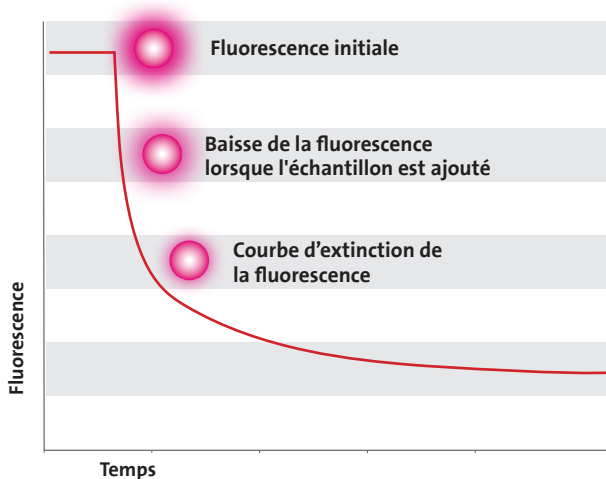 Fluorescence initiale
Baisse de la fluorescence
lorsque l'échantillon est ajouté
Courbe d’extinction de
la fluorescence
Fluorescence
Temps